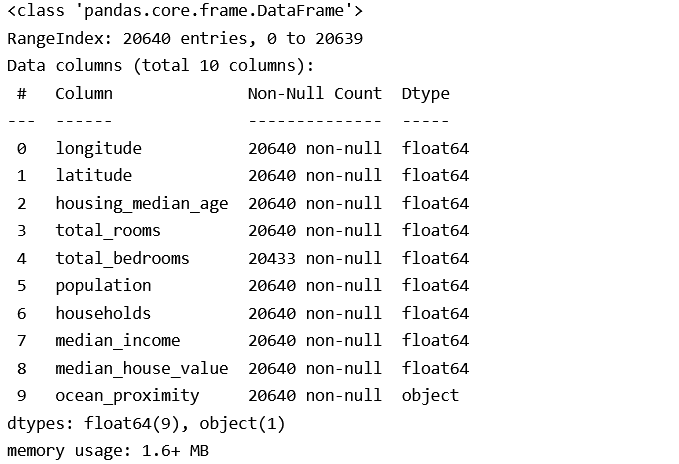 <class 'pandas.core.frame.DataFrame'>
RangeIndex: 20640 entries, 0 to 20639
Data columns (total 10 columns):
 #   Column              Non-Null Count  Dtype
---  ------              --------------  -----
 0   longitude           20640 non-null  float64
 1   latitude            20640 non-null  float64
 2   housing_median_age  20640 non-null  float64
 3   total_rooms         20640 non-null  float64
 4   total_bedrooms      20433 non-null  float64
 5   population          20640 non-null  float64
 6   households          20640 non-null  float64
 7   median_income       20640 non-null  float64
 8   median_house_value  20640 non-null  float64
 9   ocean_proximity     20640 non-null  object
dtypes: float64(9), object(1)
memory usage: 1.6+ MB